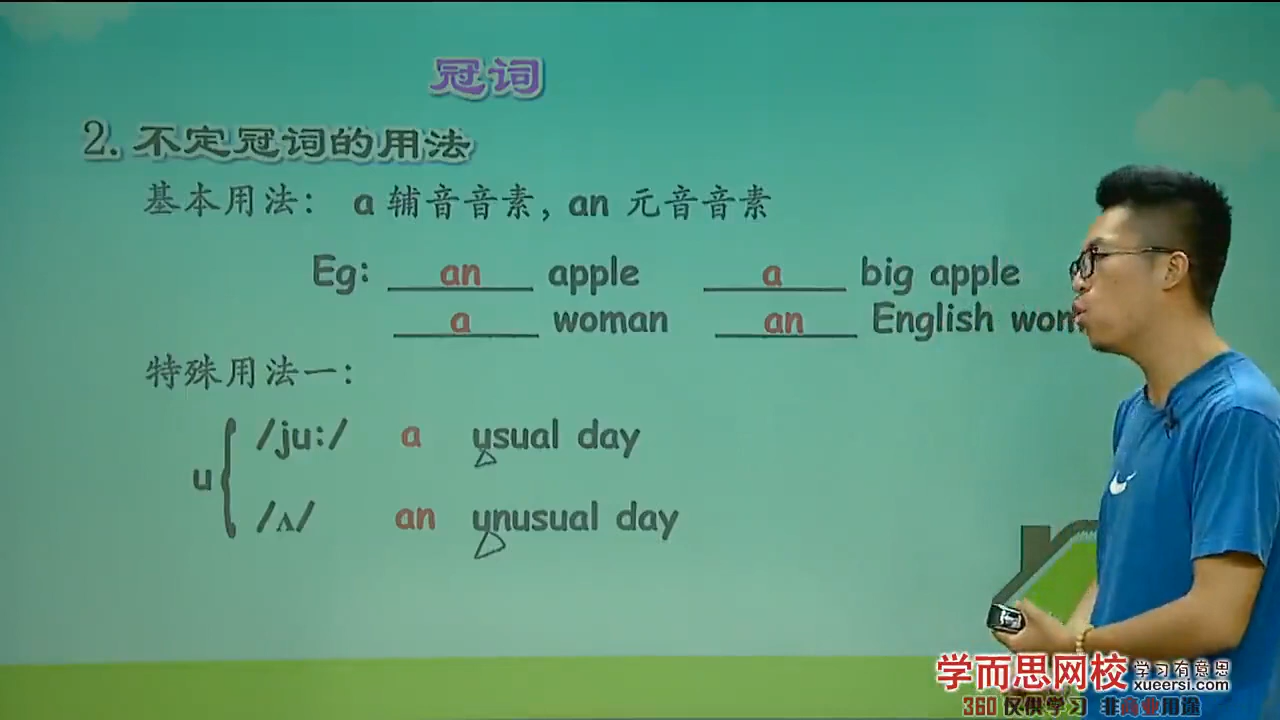 冠词
2. 不定冠词的用法
基本用法: a 辅音音素, an 元音音素
Eg: an apple a big apple
a woman an English wom
特殊用法一:
u /ju:/ a usual day
/ʌ/ an unusual day
学而思网校 学习有意思
xueersi.com
360 仅供学习 非商业用途